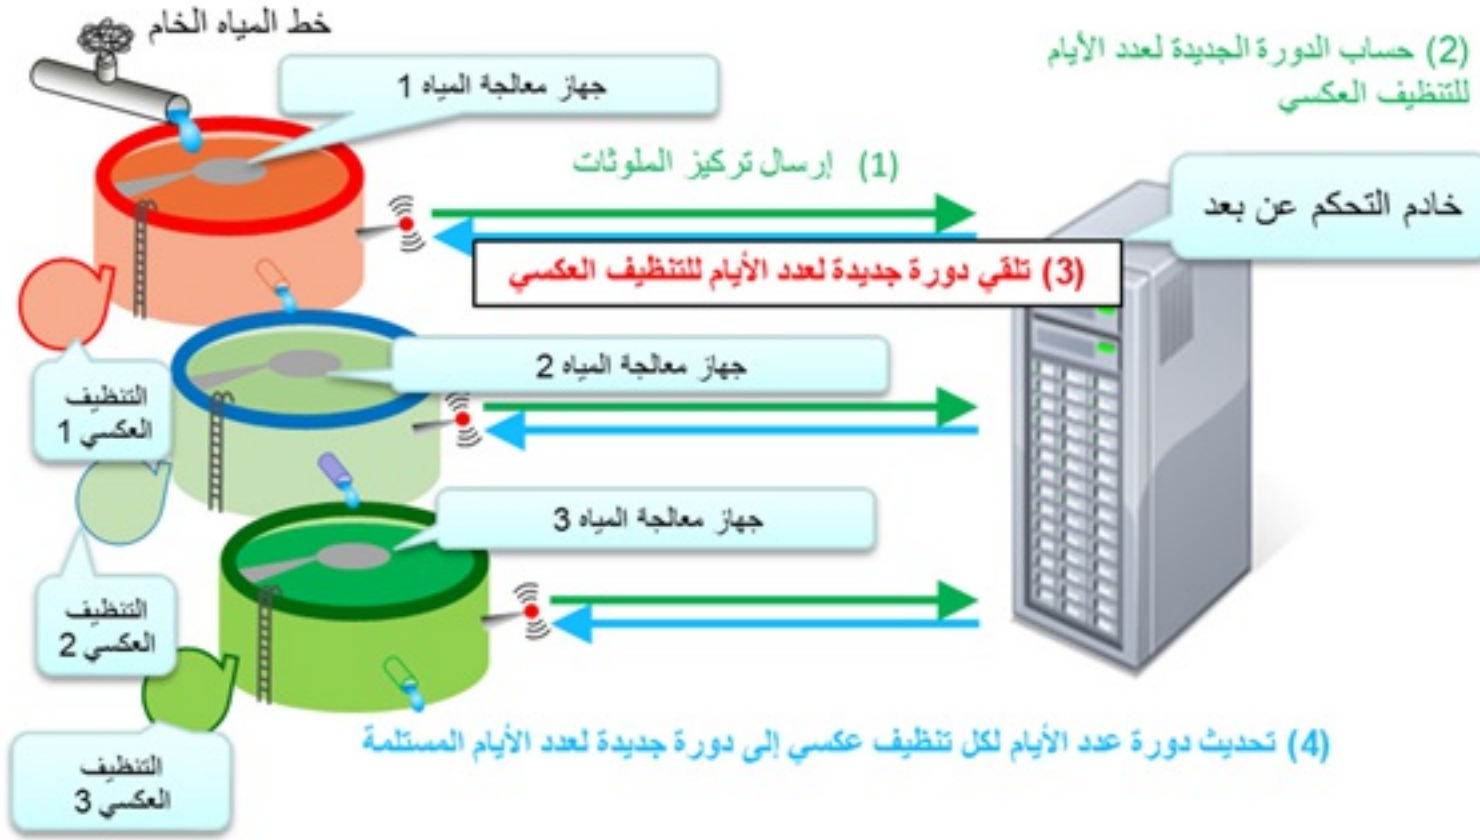 خط المياه الخام
جهاز معالجة المياه 1
(2) حساب الدورة الجديدة لعدد الأيام
للتنظيف العكسي
(1) إرسال تركيز الملوثات
خادم التحكم عن بعد
(3) تلقي دورة جديدة لعدد الأيام للتنظيف العكسي
جهاز معالجة المياه 2
التنظيف
العكسي 1
جهاز معالجة المياه 3
التنظيف
العكسي 2
(4) تحديث دورة عدد الأيام لكل تنظيف عكسي إلى دورة جديدة لعدد الأيام المستلمة
التنظيف
العكسي 3